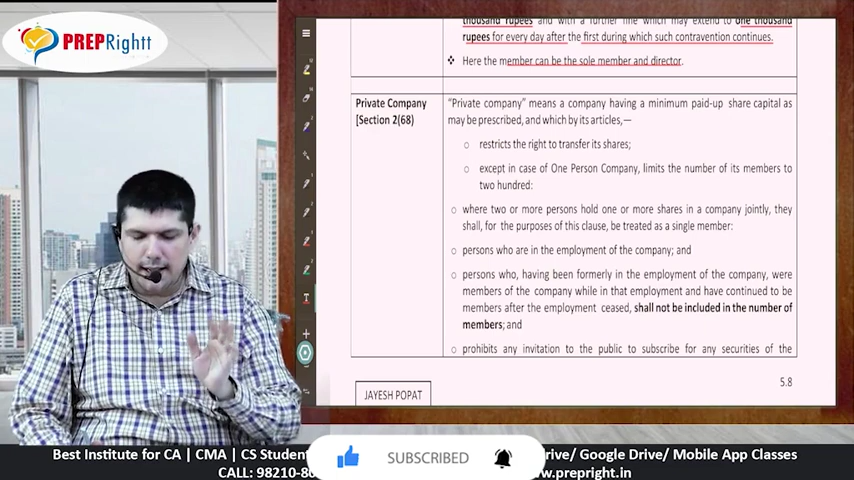 PREPRightt
thousand rupees and with a further fine which may extend to one thousand
rupees for every day after the first during which such contravention continues.
❖ Here the member can be the sole member and director.
Private Company
[Section 2(68)
“Private company” means a company having a minimum paid-up share capital as
may be prescribed, and which by its articles,—
○ restricts the right to transfer its shares;
○ except in case of One Person Company, limits the number of its members to
two hundred:
○ where two or more persons hold one or more shares in a company jointly, they
shall, for the purposes of this clause, be treated as a single member:
○ persons who are in the employment of the company; and
○ persons who, having been formerly in the employment of the company, were
members of the company while in that employment and have continued to be
members after the employment ceased, shall not be included in the number of
members; and
○ prohibits any invitation to the public to subscribe for any securities of the
5.8
JAYESH POPAT
Best Institute for CA | CMA | CS Student
Drive/ Google Drive/ Mobile App Classes
CALL: 98210-8
www.prepright.in
SUBSCRIBED